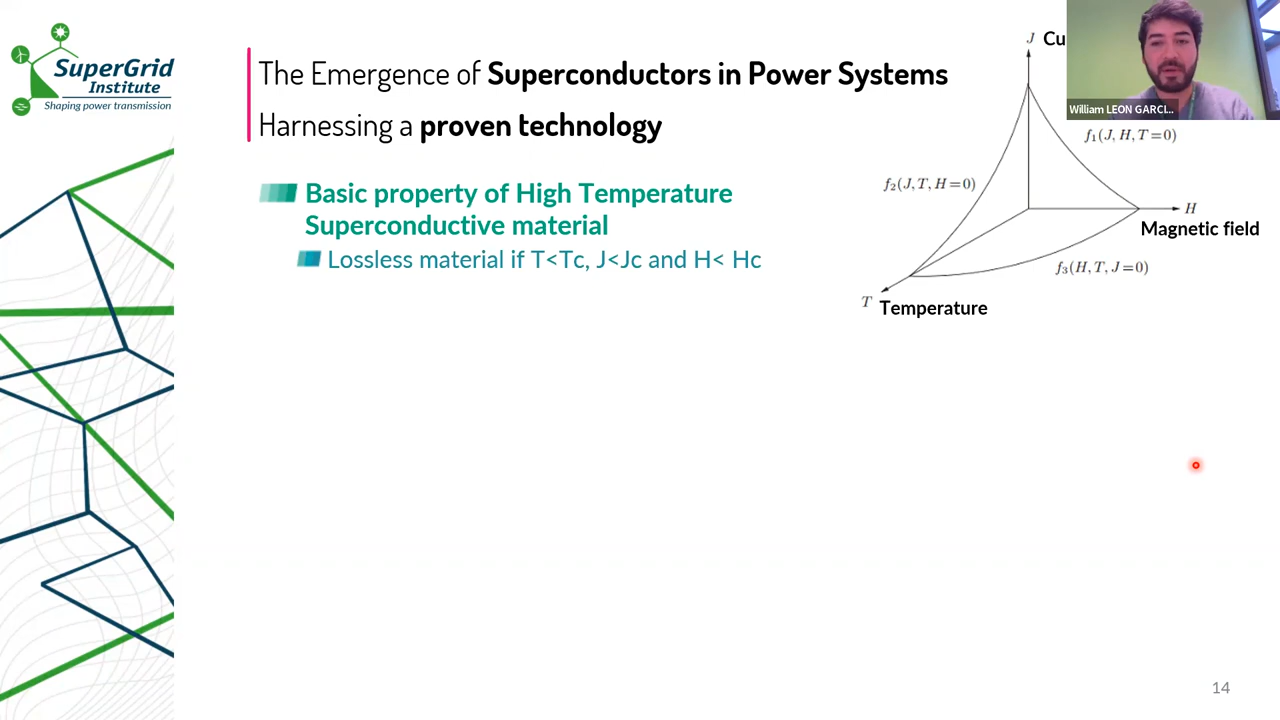 SuperGrid
Institute
Shaping power transmission
The Emergence of Superconductors in Power Systems
Harnessing a proven technology
Basic property of High Temperature
Superconductive material
Lossless material if T<Tc, J<Jc and H< Hc
J Cu
William LEON GARCI...
f₁(J, H, T=0)
f₂(J, T, H=0)
H
Magnetic field
f₃(H, T, J=0)
T Temperature
14